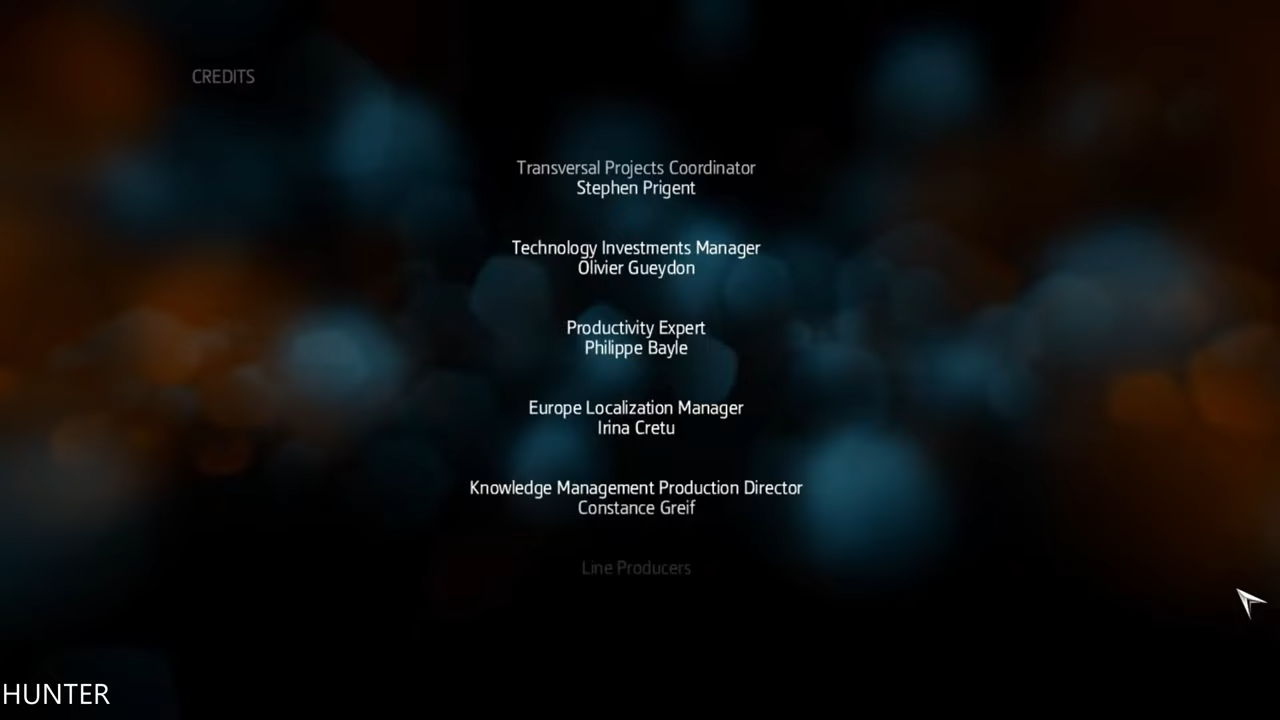 CREDITS
Transversal Projects Coordinator
Stephen Prigent
Technology Investments Manager
Olivier Gueydon
Productivity Expert
Philippe Bayle
Europe Localization Manager
Irina Cretu
Knowledge Management Production Director
Constance Greif
Line Producers
HUNTER